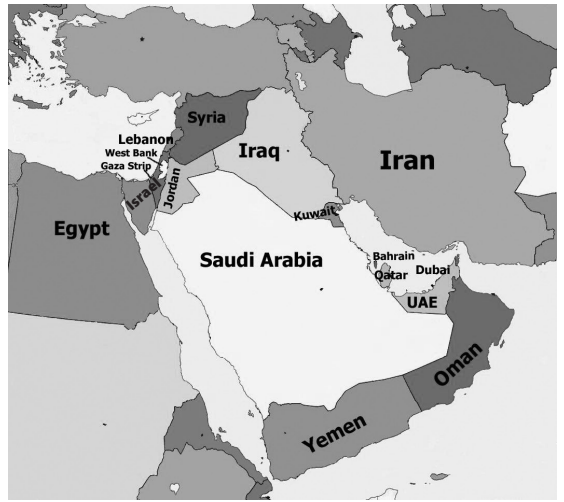 Syria
Lebanon
West Bank
Gaza Strip
Iraq
Iran
Israel
Jordan
Kuwait
Egypt
Saudi Arabia
Bahrain
Qatar
Dubai
UAE
Oman
Yemen